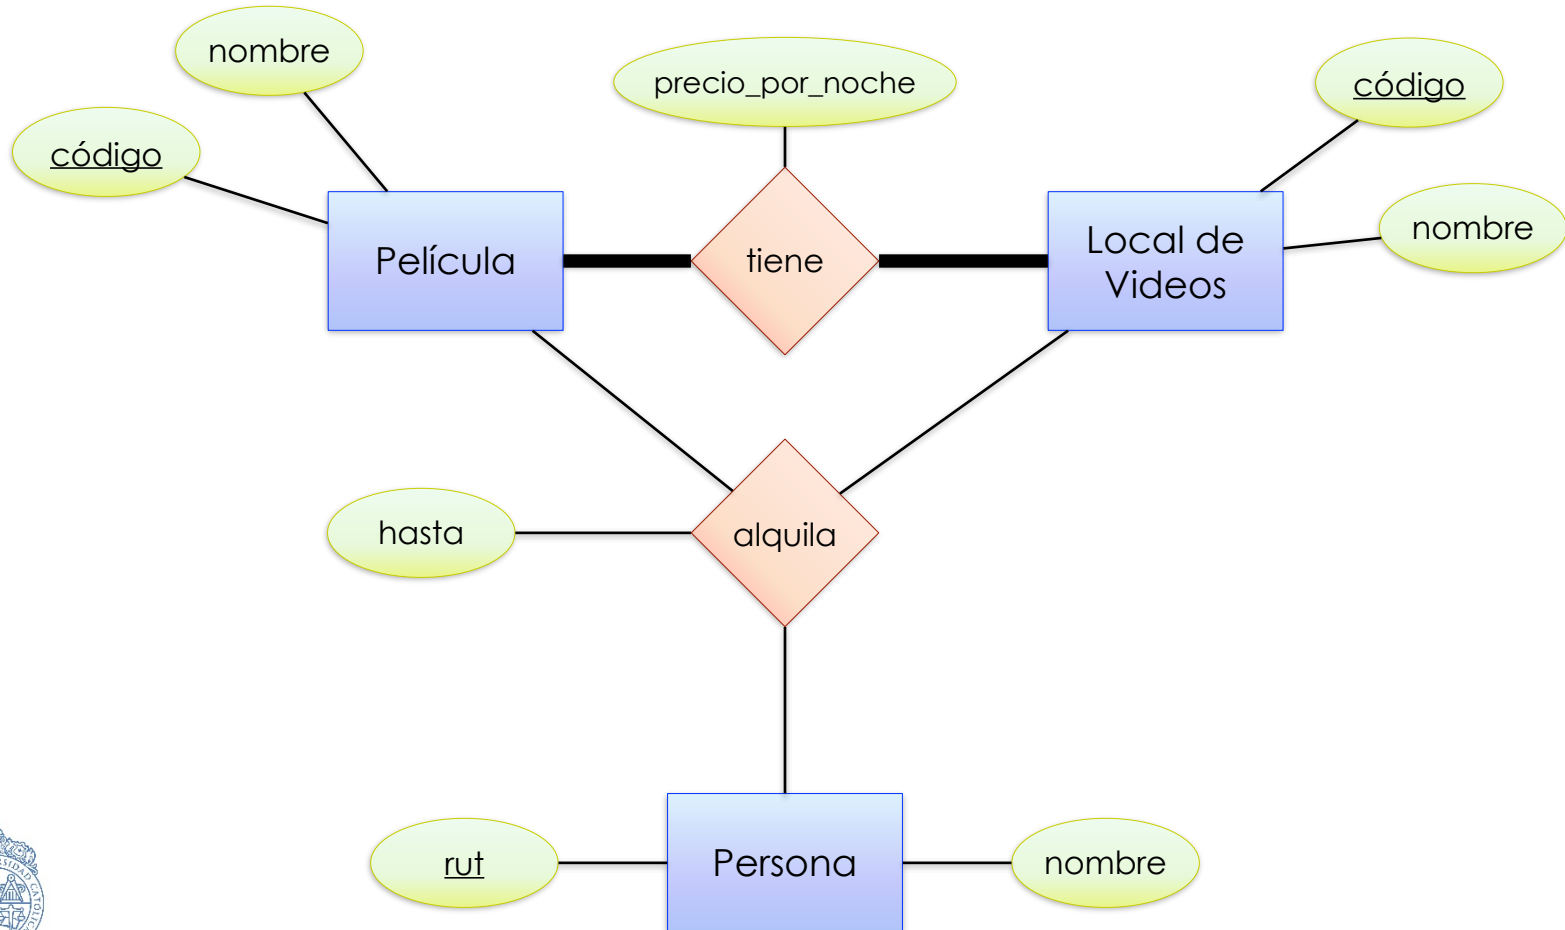 nombre
precio_por_noche
código
código
nombre
Película
tiene
Local de
Videos
hasta
alquila
rut
Persona
nombre